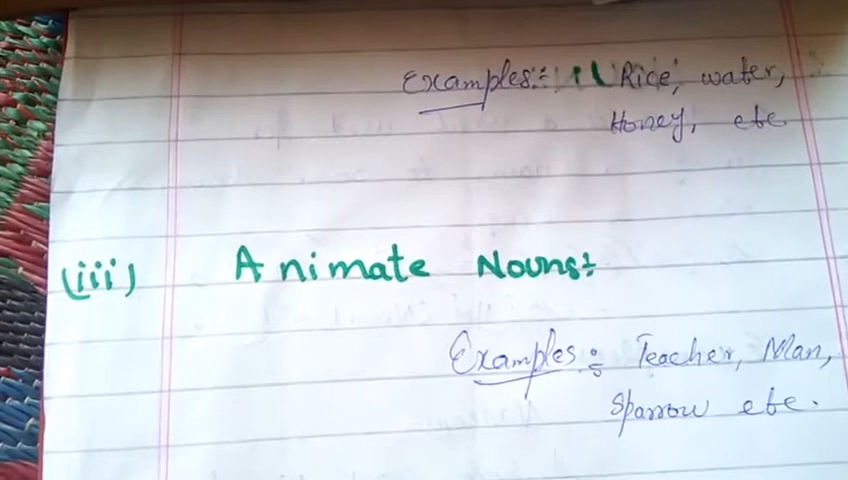 Examples:- Rice, water,
Honey, etc
(iii) Animate Nouns:-
Examples:- Teacher, Man,
Sparrow etc.